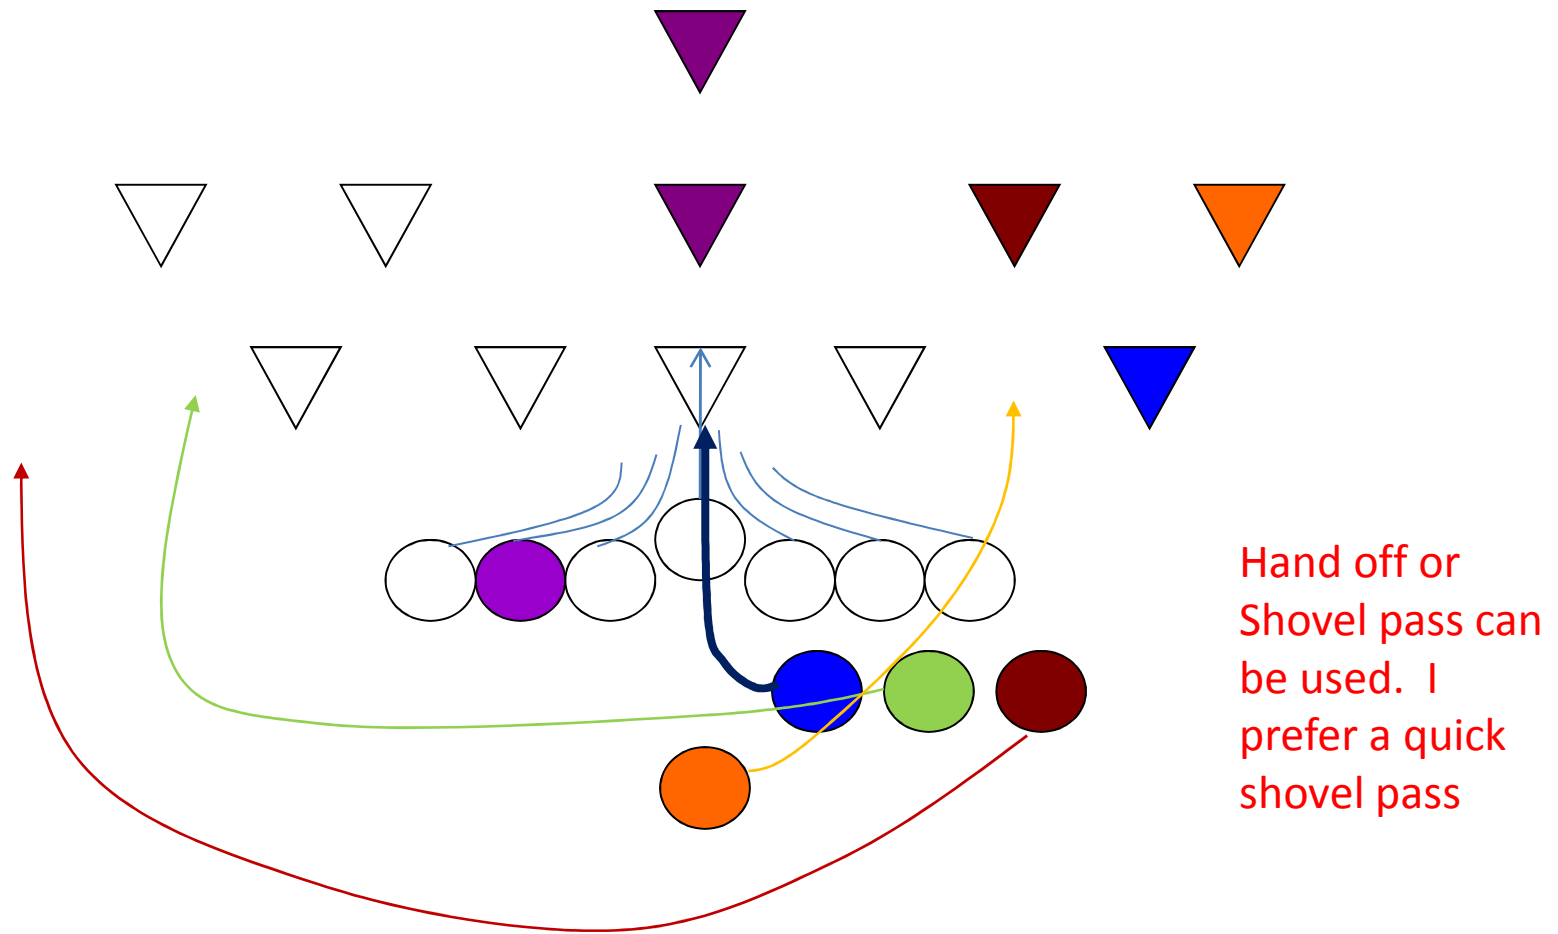 Hand off or
Shovel pass can
be used.  I
prefer a quick
shovel pass